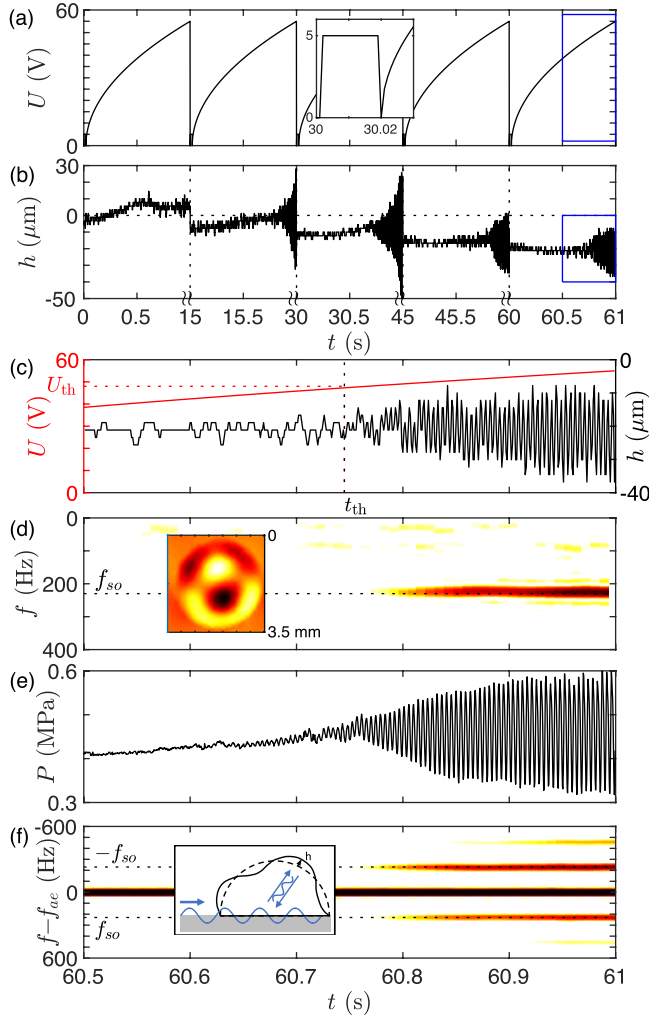 (a)
60
U (V)
0
5
0
30
30.02
(b)
30
0
-50
h (μm)
0
0.5
15
15.5
30
30.5
45
45.5
60
60.5
61
t (s)
(c)
60
U_th
U (V)
0
0
h (μm)
-40
t_th
(d)
0
200
400
f (Hz)
f_so
0
3.5 mm
(e)
0.6
P (MPa)
0.3
(f)
-600
0
600
f−f_ae (Hz)
−f_so
f_so
h
60.5
60.6
60.7
60.8
60.9
61
t (s)